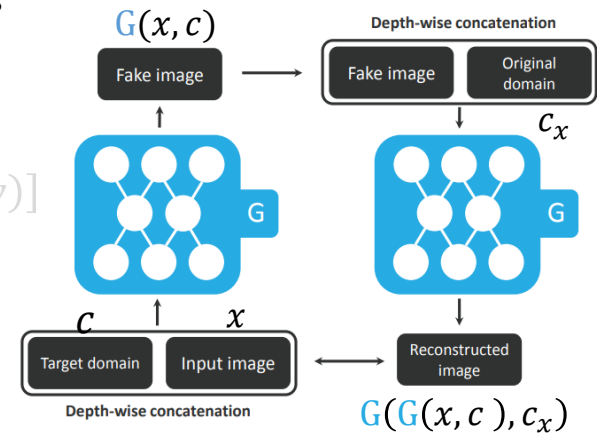 G(x, c)
Depth-wise concatenation
Fake image
Fake image
Original
domain
c_x
)]
G
G
c
x
Target domain
Input image
Reconstructed
image
Depth-wise concatenation
G(G(x, c ), c_x)